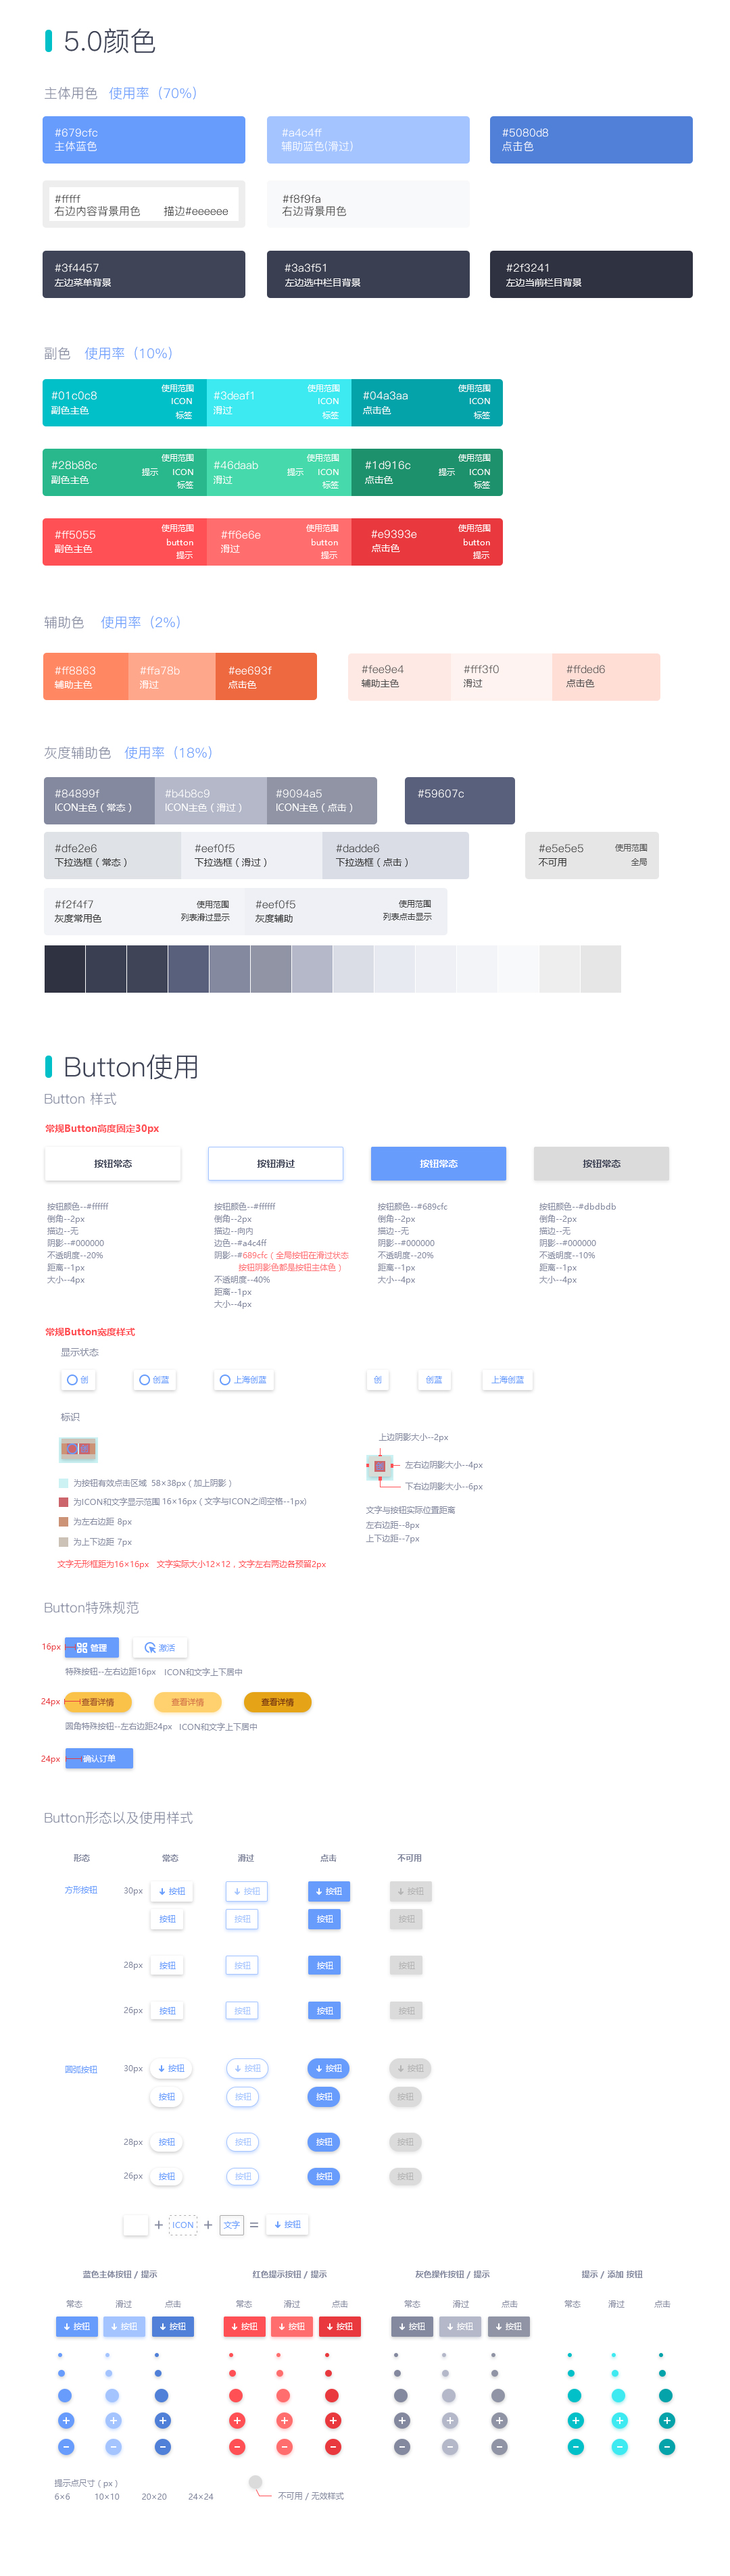 5.0颜色
主体用色 使用率（70%）
#679cfc
主体蓝色
#a4c4ff
辅助蓝色(滑过)
#5080d8
点击色
#fffff
右边内容背景用色 描边#eeeeee
#f8f9fa
右边背景用色
#3f4457
左边菜单背景
#3a3f51
左边选中栏目背景
#2f3241
左边当前栏目背景
副色 使用率（10%）
#01c0c8
副色主色
使用范围
ICON
标签
#3deaf1
滑过
使用范围
ICON
标签
#04a3aa
点击色
使用范围
ICON
标签
#28b88c
副色主色
使用范围
提示 ICON
标签
#46daab
滑过
使用范围
提示 ICON
标签
#1d916c
点击色
使用范围
提示 ICON
标签
#ff5055
副色主色
使用范围
button
提示
#ff6e6e
滑过
使用范围
button
提示
#e9393e
点击色
使用范围
button
提示
辅助色 使用率（2%）
#ff8863
辅助主色
#ffa78b
滑过
#ee693f
点击色
#fee9e4
辅助主色
#fff3f0
滑过
#ffded6
点击色
灰度辅助色 使用率（18%）
#84899f
ICON主色（常态）
#b4b8c9
ICON主色（滑过）
#9094a5
ICON主色（点击）
#59607c
#dfe2e6
下拉选框（常态）
#eef0f5
下拉选框（滑过）
#dadde6
下拉选框（点击）
#e5e5e5
不可用
使用范围
全局
#f2f4f7
灰度常用色
使用范围
列表滑过显示
#eef0f5
灰度辅助
使用范围
列表点击显示
Button使用
Button 样式
常规Button高度固定30px
按钮常态
按钮滑过
按钮常态
按钮常态
按钮颜色--#ffffff
倒角--2px
描边--无
阴影--#000000
不透明度--20%
距离--1px
大小--4px
按钮颜色--#ffffff
倒角--2px
描边--向内
边色--#a4c4ff
阴影--#689cfc（全局按钮在滑过状态
按钮阴影色都是按钮主体色）
不透明度--40%
距离--1px
大小--4px
按钮颜色--#689cfc
倒角--2px
描边--无
阴影--#000000
不透明度--20%
距离--1px
大小--4px
按钮颜色--#dbdbdb
倒角--2px
描边--无
阴影--#000000
不透明度--10%
距离--1px
大小--4px
常规Button宽度样式
显示状态
创
创蓝
上海创蓝
创
创蓝
上海创蓝
标识
为按钮有效点击区域 58×38px（加上阴影）
为ICON和文字显示范围 16×16px（文字与ICON之间空格--1px)
为左右边距 8px
为上下边距 7px
文字无形框距为16×16px 文字实际大小12×12，文字左右两边各预留2px
上边阴影大小--2px
左右边阴影大小--4px
下右边阴影大小--6px
文字与按钮实际位置距离
左右边距--8px
上下边距--7px
Button特殊规范
16px
管理
激活
特殊按钮--左右边距16px ICON和文字上下居中
24px
查看详情
查看详情
查看详情
圆角特殊按钮--左右边距24px ICON和文字上下居中
24px
确认订单
Button形态以及使用样式
形态 常态 滑过 点击 不可用
方形按钮 30px 按钮 按钮 按钮 按钮
按钮 按钮 按钮 按钮
28px 按钮 按钮 按钮 按钮
26px 按钮 按钮 按钮 按钮
圆弧按钮 30px 按钮 按钮 按钮 按钮
按钮 按钮 按钮 按钮
28px 按钮 按钮 按钮 按钮
26px 按钮 按钮 按钮 按钮
+ ICON + 文字 = 按钮
蓝色主体按钮 / 提示 红色提示按钮 / 提示 灰色操作按钮 / 提示 提示 / 添加 按钮
常态 滑过 点击 常态 滑过 点击 常态 滑过 点击 常态 滑过 点击
按钮 按钮 按钮 按钮 按钮 按钮 按钮 按钮 按钮
提示点尺寸（px）
6×6 10×10 20×20 24×24
不可用 / 无效样式